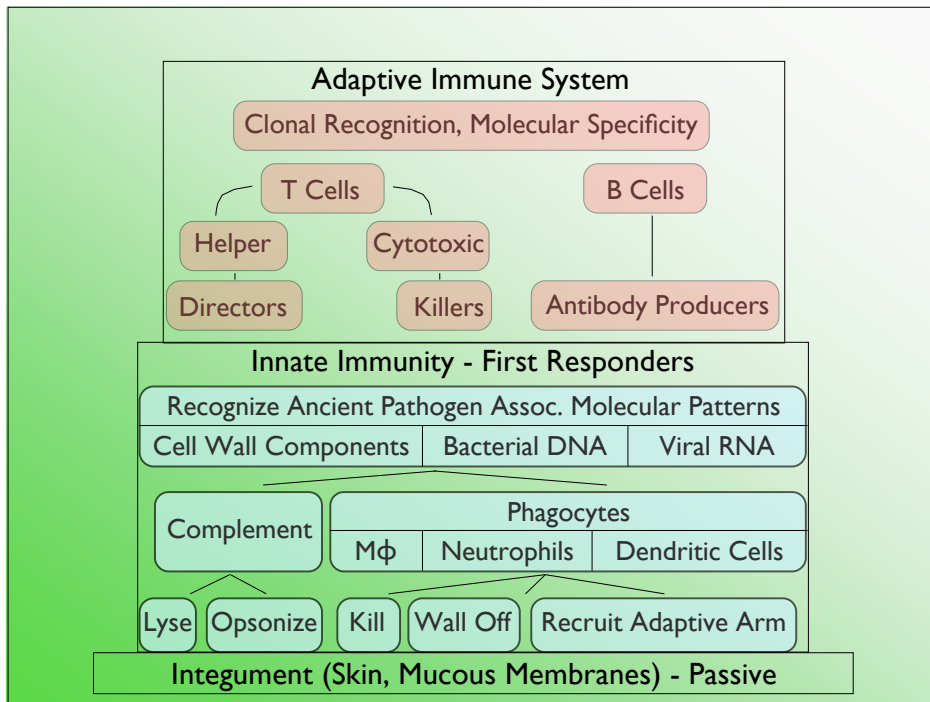 Adaptive Immune System
Clonal Recognition, Molecular Specificity
T Cells
B Cells
Helper
Cytotoxic
Directors
Killers
Antibody Producers
Innate Immunity - First Responders
Recognize Ancient Pathogen Assoc. Molecular Patterns
Cell Wall Components
Bacterial DNA
Viral RNA
Complement
Phagocytes
Mϕ
Neutrophils
Dendritic Cells
Lyse
Opsonize
Kill
Wall Off
Recruit Adaptive Arm
Integument (Skin, Mucous Membranes) - Passive